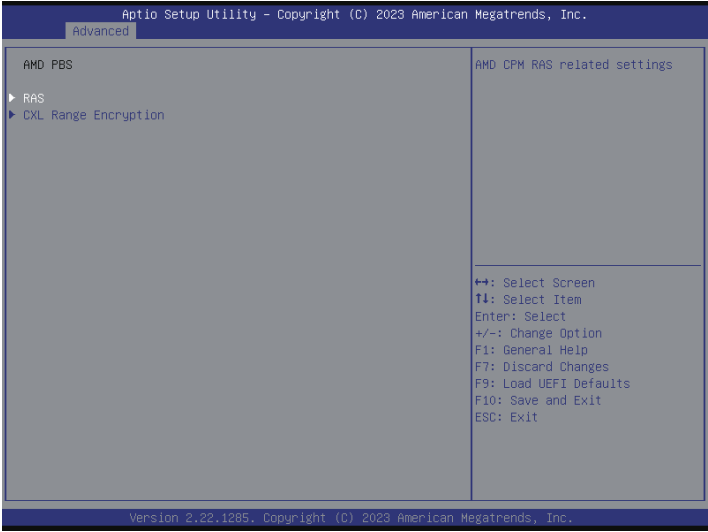 Aptio Setup Utility – Copyright (C) 2023 American Megatrends, Inc.
Advanced
AMD PBS
RAS
CXL Range Encryption
AMD CPM RAS related settings
↔: Select Screen
↑↓: Select Item
Enter: Select
+/-: Change Option
F1: General Help
F7: Discard Changes
F9: Load UEFI Defaults
F10: Save and Exit
ESC: Exit
Version 2.22.1285. Copyright (C) 2023 American Megatrends, Inc.